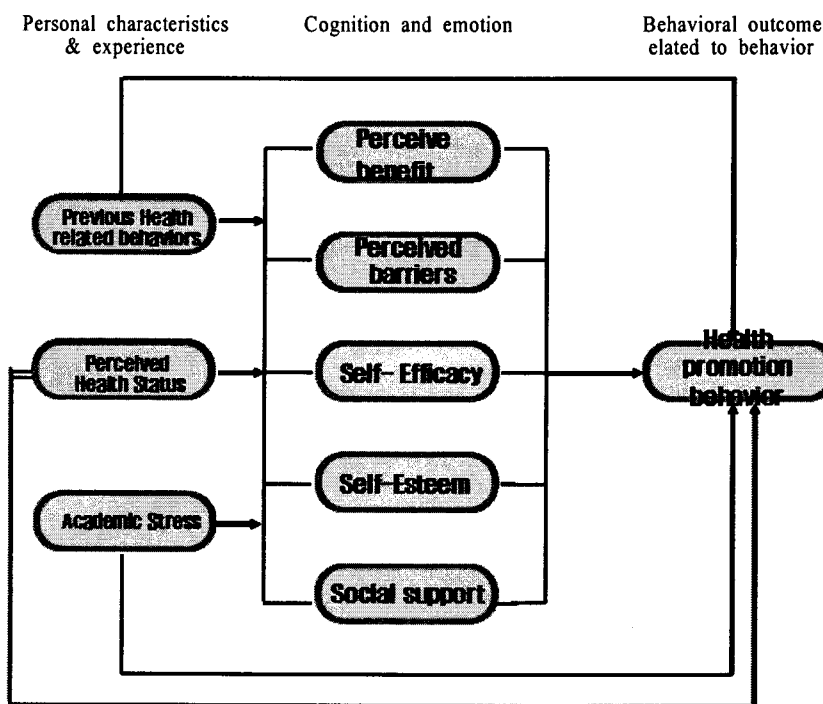 Personal characteristics
& experience
Cognition and emotion
Behavioral outcome
elated to behavior
Perceive
benefit
Previous Health
related behaviors
Perceived
barriers
Perceived
Health Status
Self-Efficacy
Health
promotion
behavior
Self-Esteem
Academic Stress
Social support